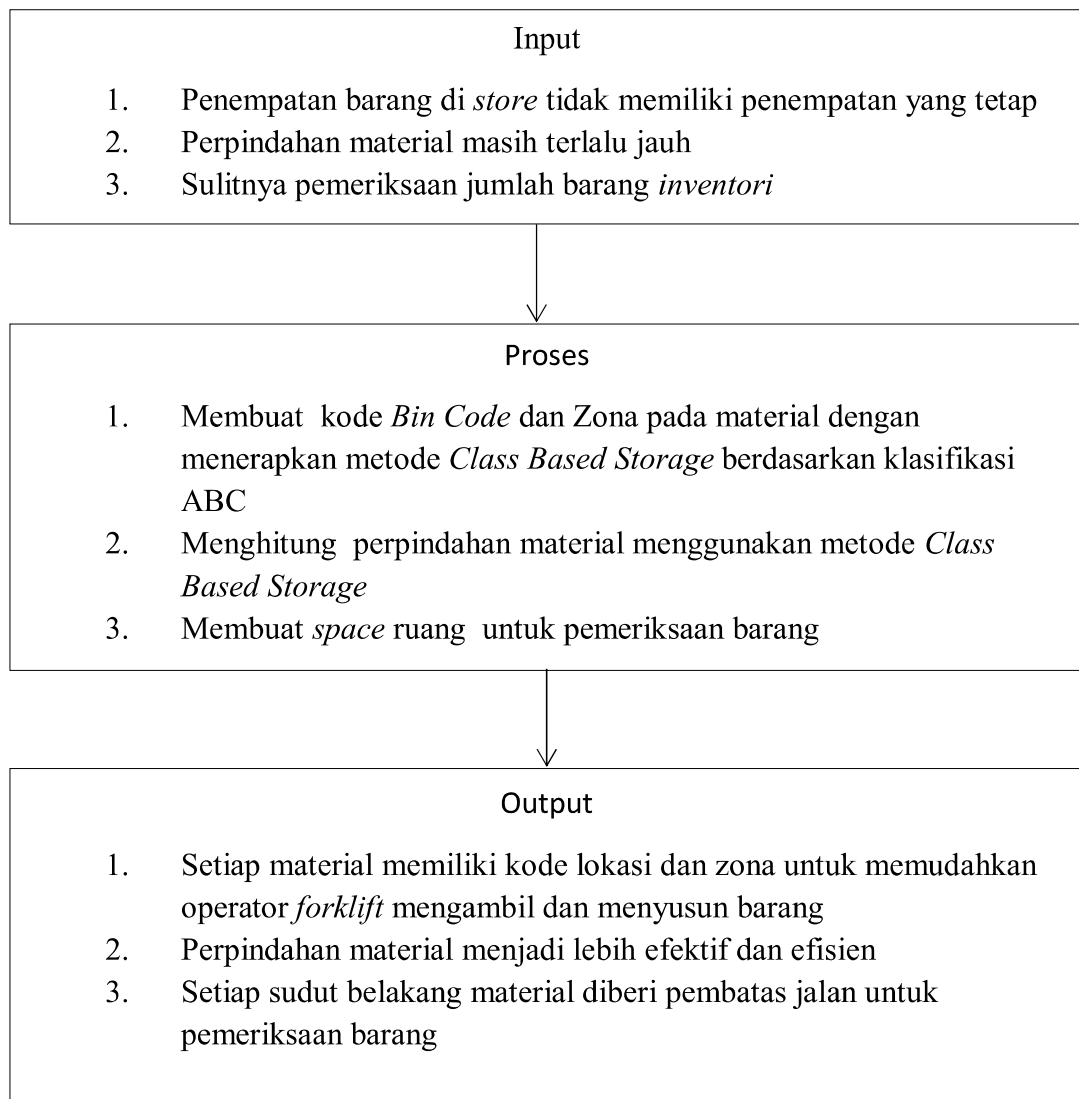 Input
1. Penempatan barang di store tidak memiliki penempatan yang tetap
2. Perpindahan material masih terlalu jauh
3. Sulitnya pemeriksaan jumlah barang inventori
Proses
1. Membuat kode Bin Code dan Zona pada material dengan
menerapkan metode Class Based Storage berdasarkan klasifikasi
ABC
2. Menghitung perpindahan material menggunakan metode Class
Based Storage
3. Membuat space ruang untuk pemeriksaan barang
Output
1. Setiap material memiliki kode lokasi dan zona untuk memudahkan
operator forklift mengambil dan menyusun barang
2. Perpindahan material menjadi lebih efektif dan efisien
3. Setiap sudut belakang material diberi pembatas jalan untuk
pemeriksaan barang